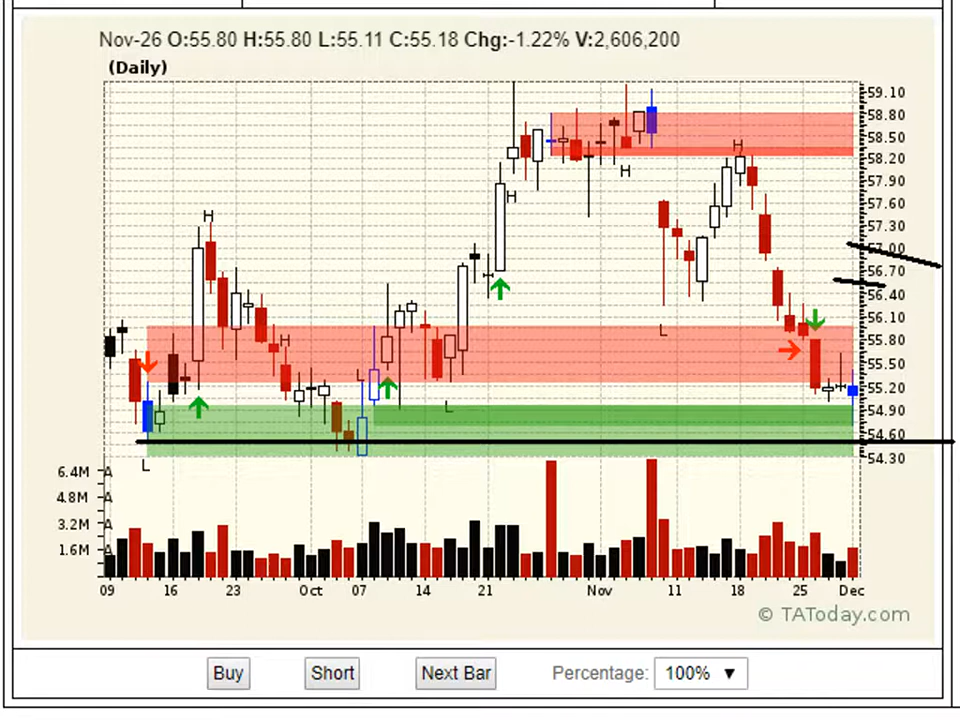 Nov-26 O:55.80 H:55.80 L:55.11 C:55.18 Chg:-1.22% V:2,606,200
(Daily)
59.10
58.80
58.50
58.20
57.90
57.60
57.30
57.00
56.70
56.40
56.10
55.80
55.50
55.20
54.90
54.60
54.30
H
H
H
H
H
L
L
L
L
6.4M A
4.8M A
3.2M A
1.6M A
09 16 23 Oct 07 14 21 Nov 11 18 25 Dec
© TAToday.com
Buy Short Next Bar Percentage: 100% ▼